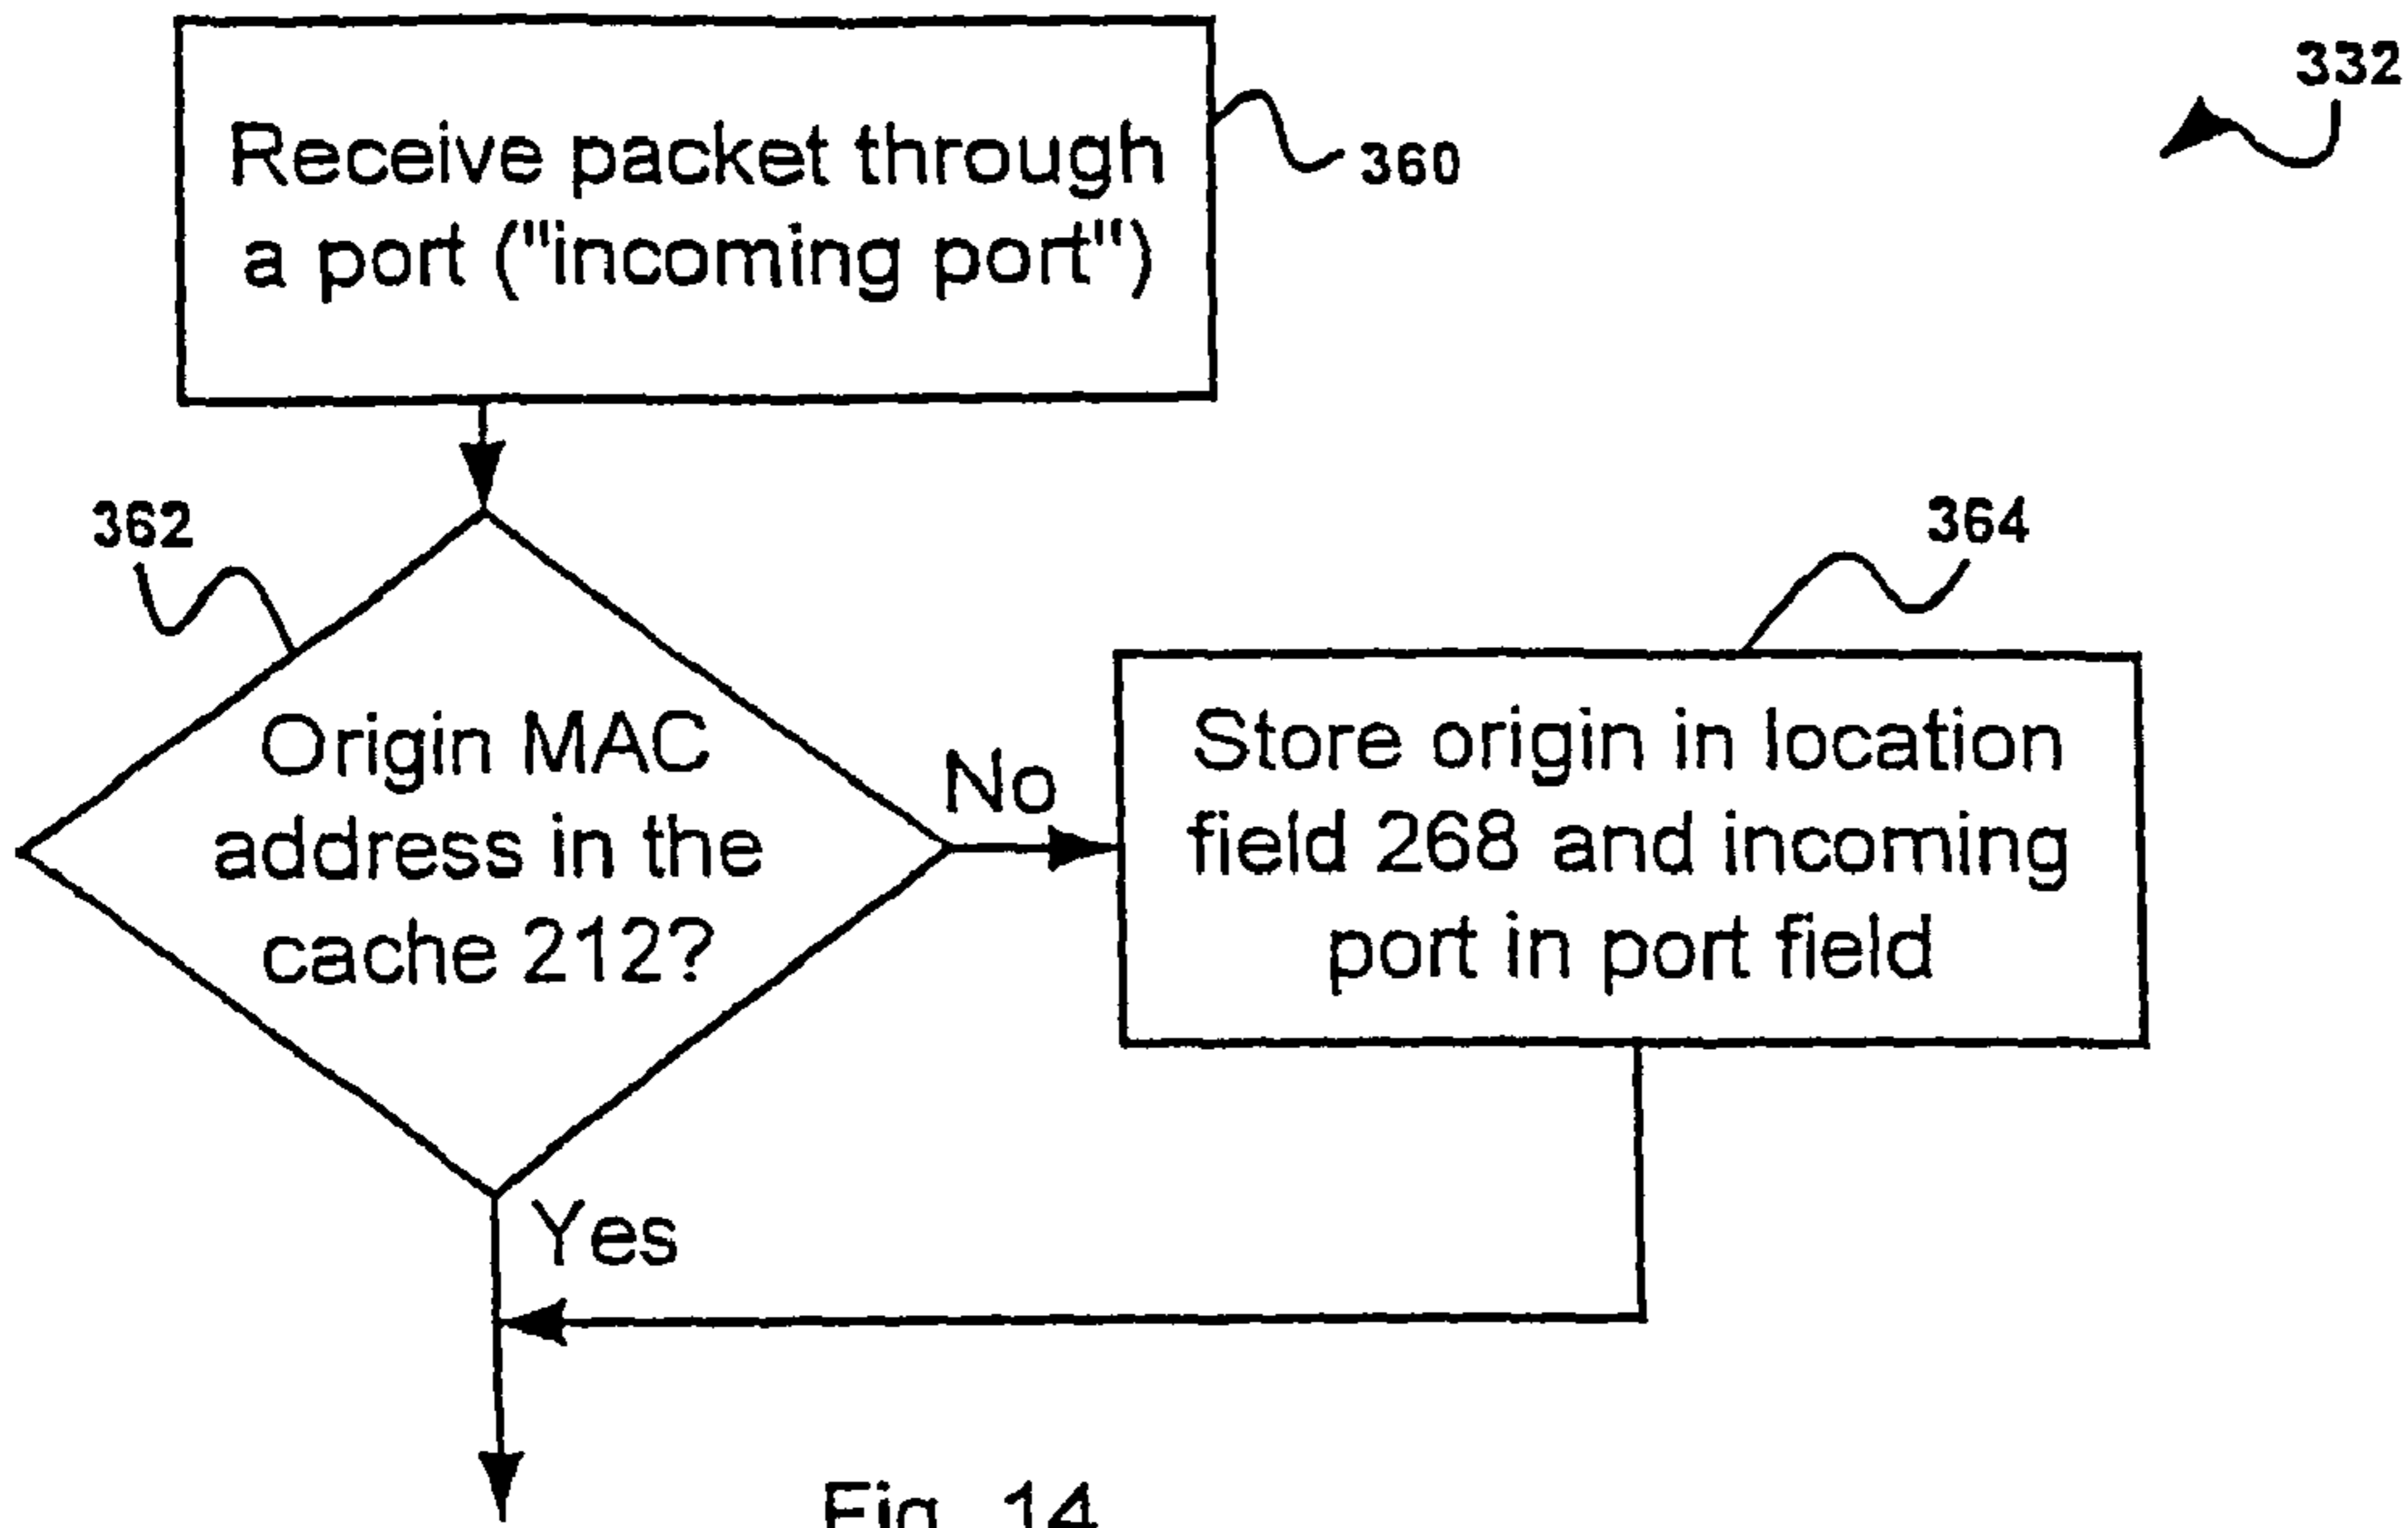 332
Receive packet through
a port ("incoming port")
360
362
Origin MAC
address in the
cache 212?
No
364
Store origin in location
field 268 and incoming
port in port field
Yes
Fig. 14